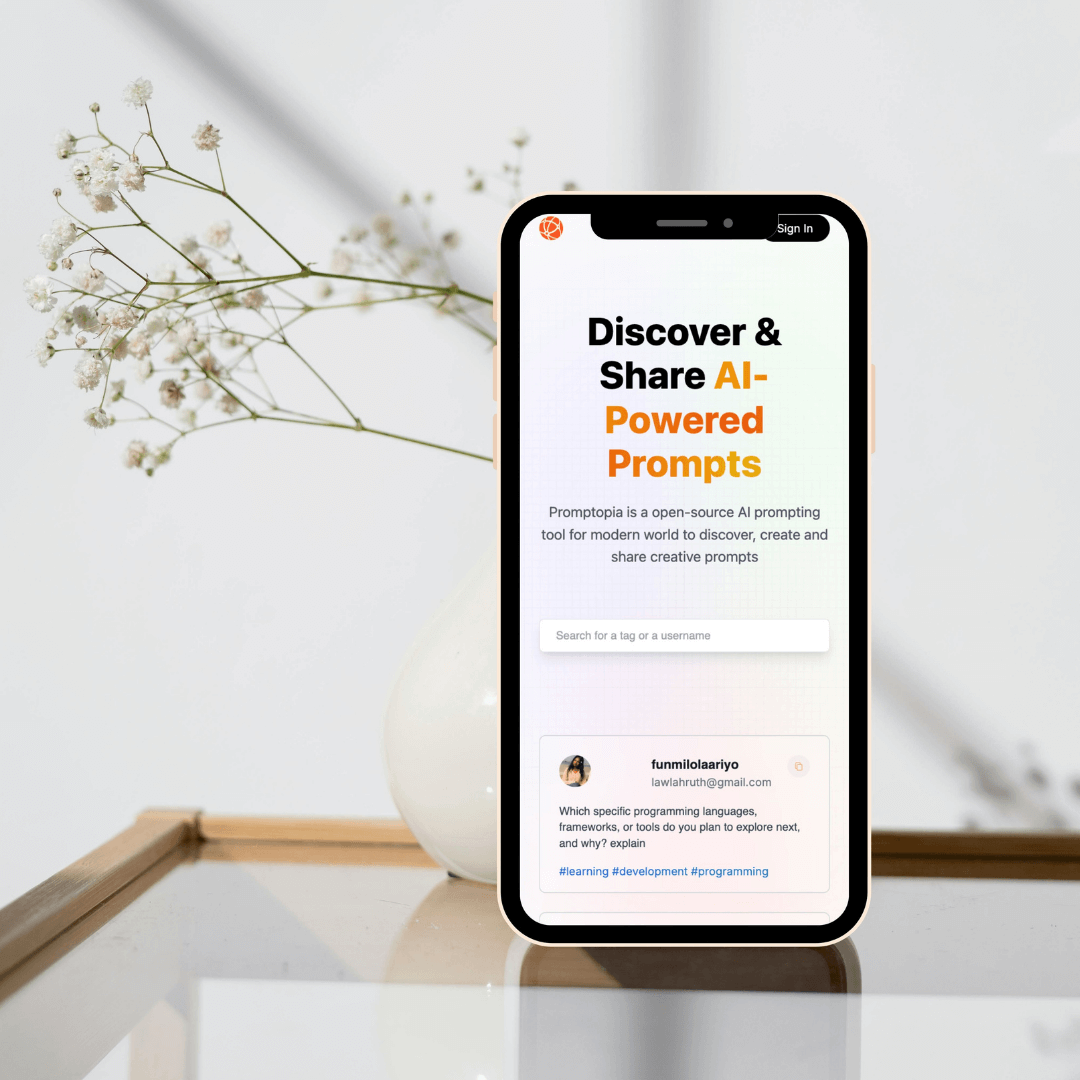 Sign In
Discover &
Share AI-
Powered
Prompts
Promptopia is a open-source AI prompting
tool for modern world to discover, create and
share creative prompts
Search for a tag or a username
funmilolaariyo
lawlahruth@gmail.com
Which specific programming languages,
frameworks, or tools do you plan to explore next,
and why? explain
#learning #development #programming